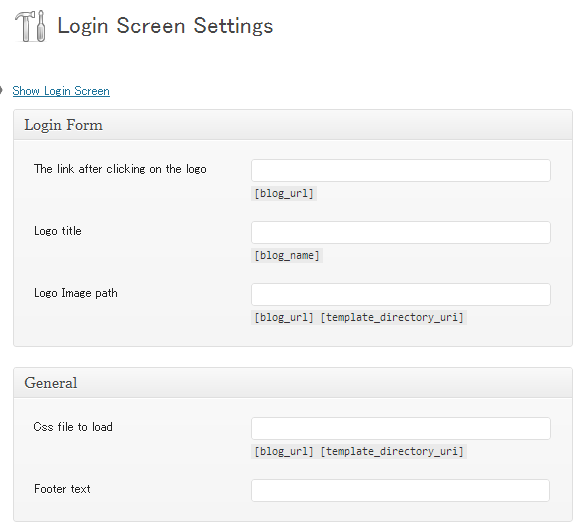 Login Screen Settings
Show Login Screen
Login Form
The link after clicking on the logo
[blog_url]
Logo title
[blog_name]
Logo Image path
[blog_url] [template_directory_uri]
General
Css file to load
[blog_url] [template_directory_uri]
Footer text